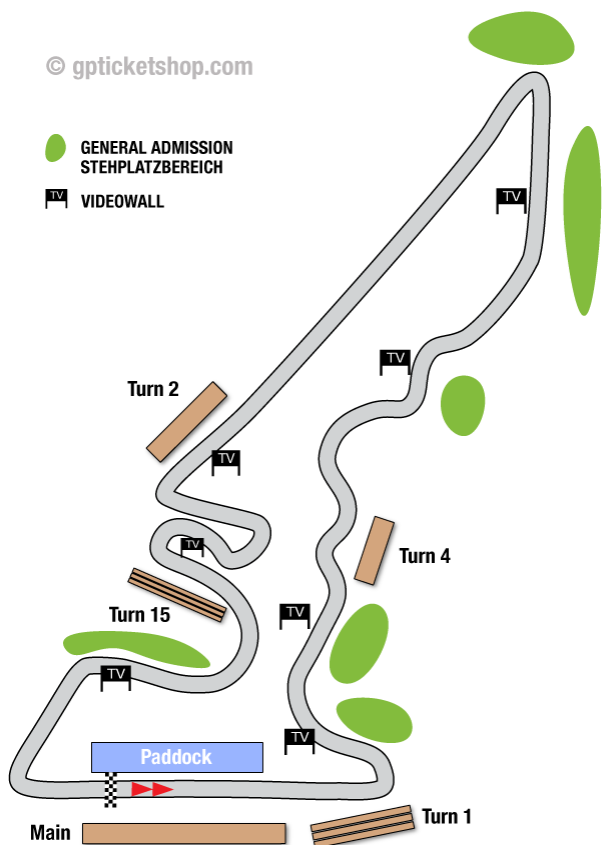 © gpticketshop.com
GENERAL ADMISSION
STEHPLATZBEREICH
TV VIDEOWALL
TV
TV
Turn 2
TV
TV
Turn 4
Turn 15
TV
TV
TV
Paddock
Turn 1
Main